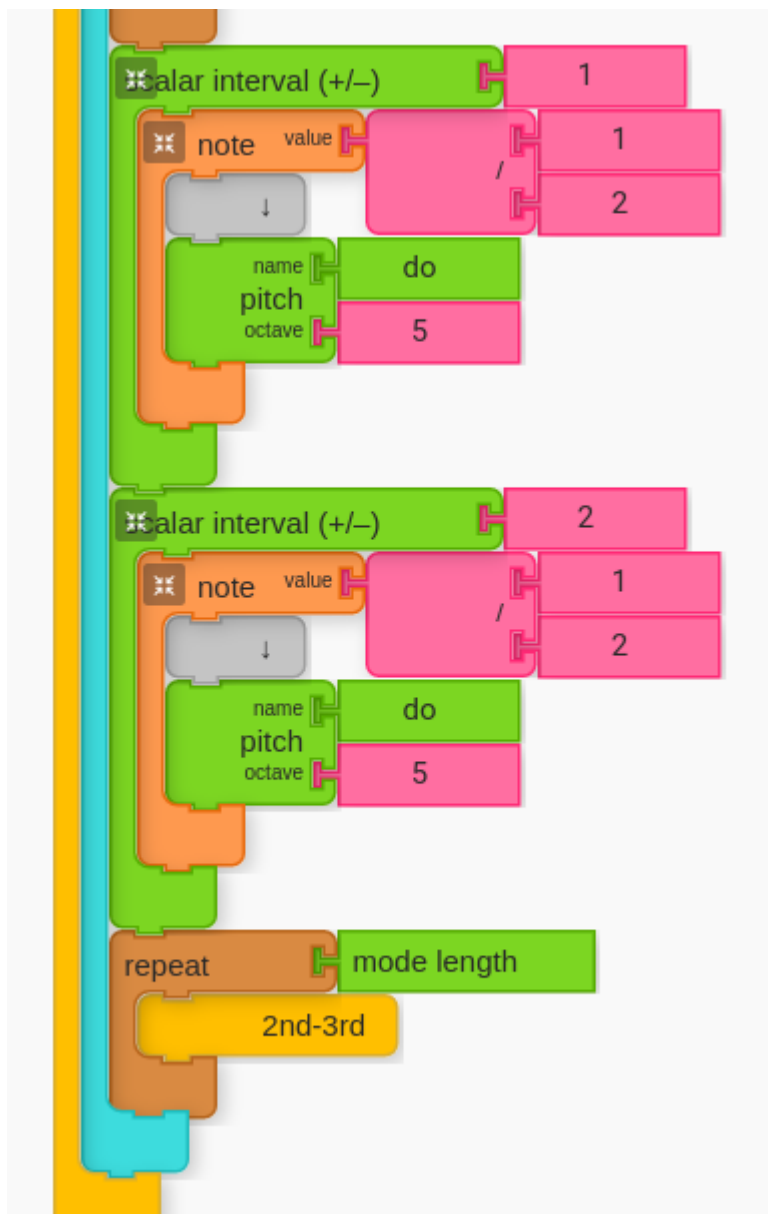 scalar interval (+/–) 1
note value 1
/
2
↓
name do
pitch
octave 5
scalar interval (+/–) 2
note value 1
/
2
↓
name do
pitch
octave 5
repeat mode length
2nd-3rd